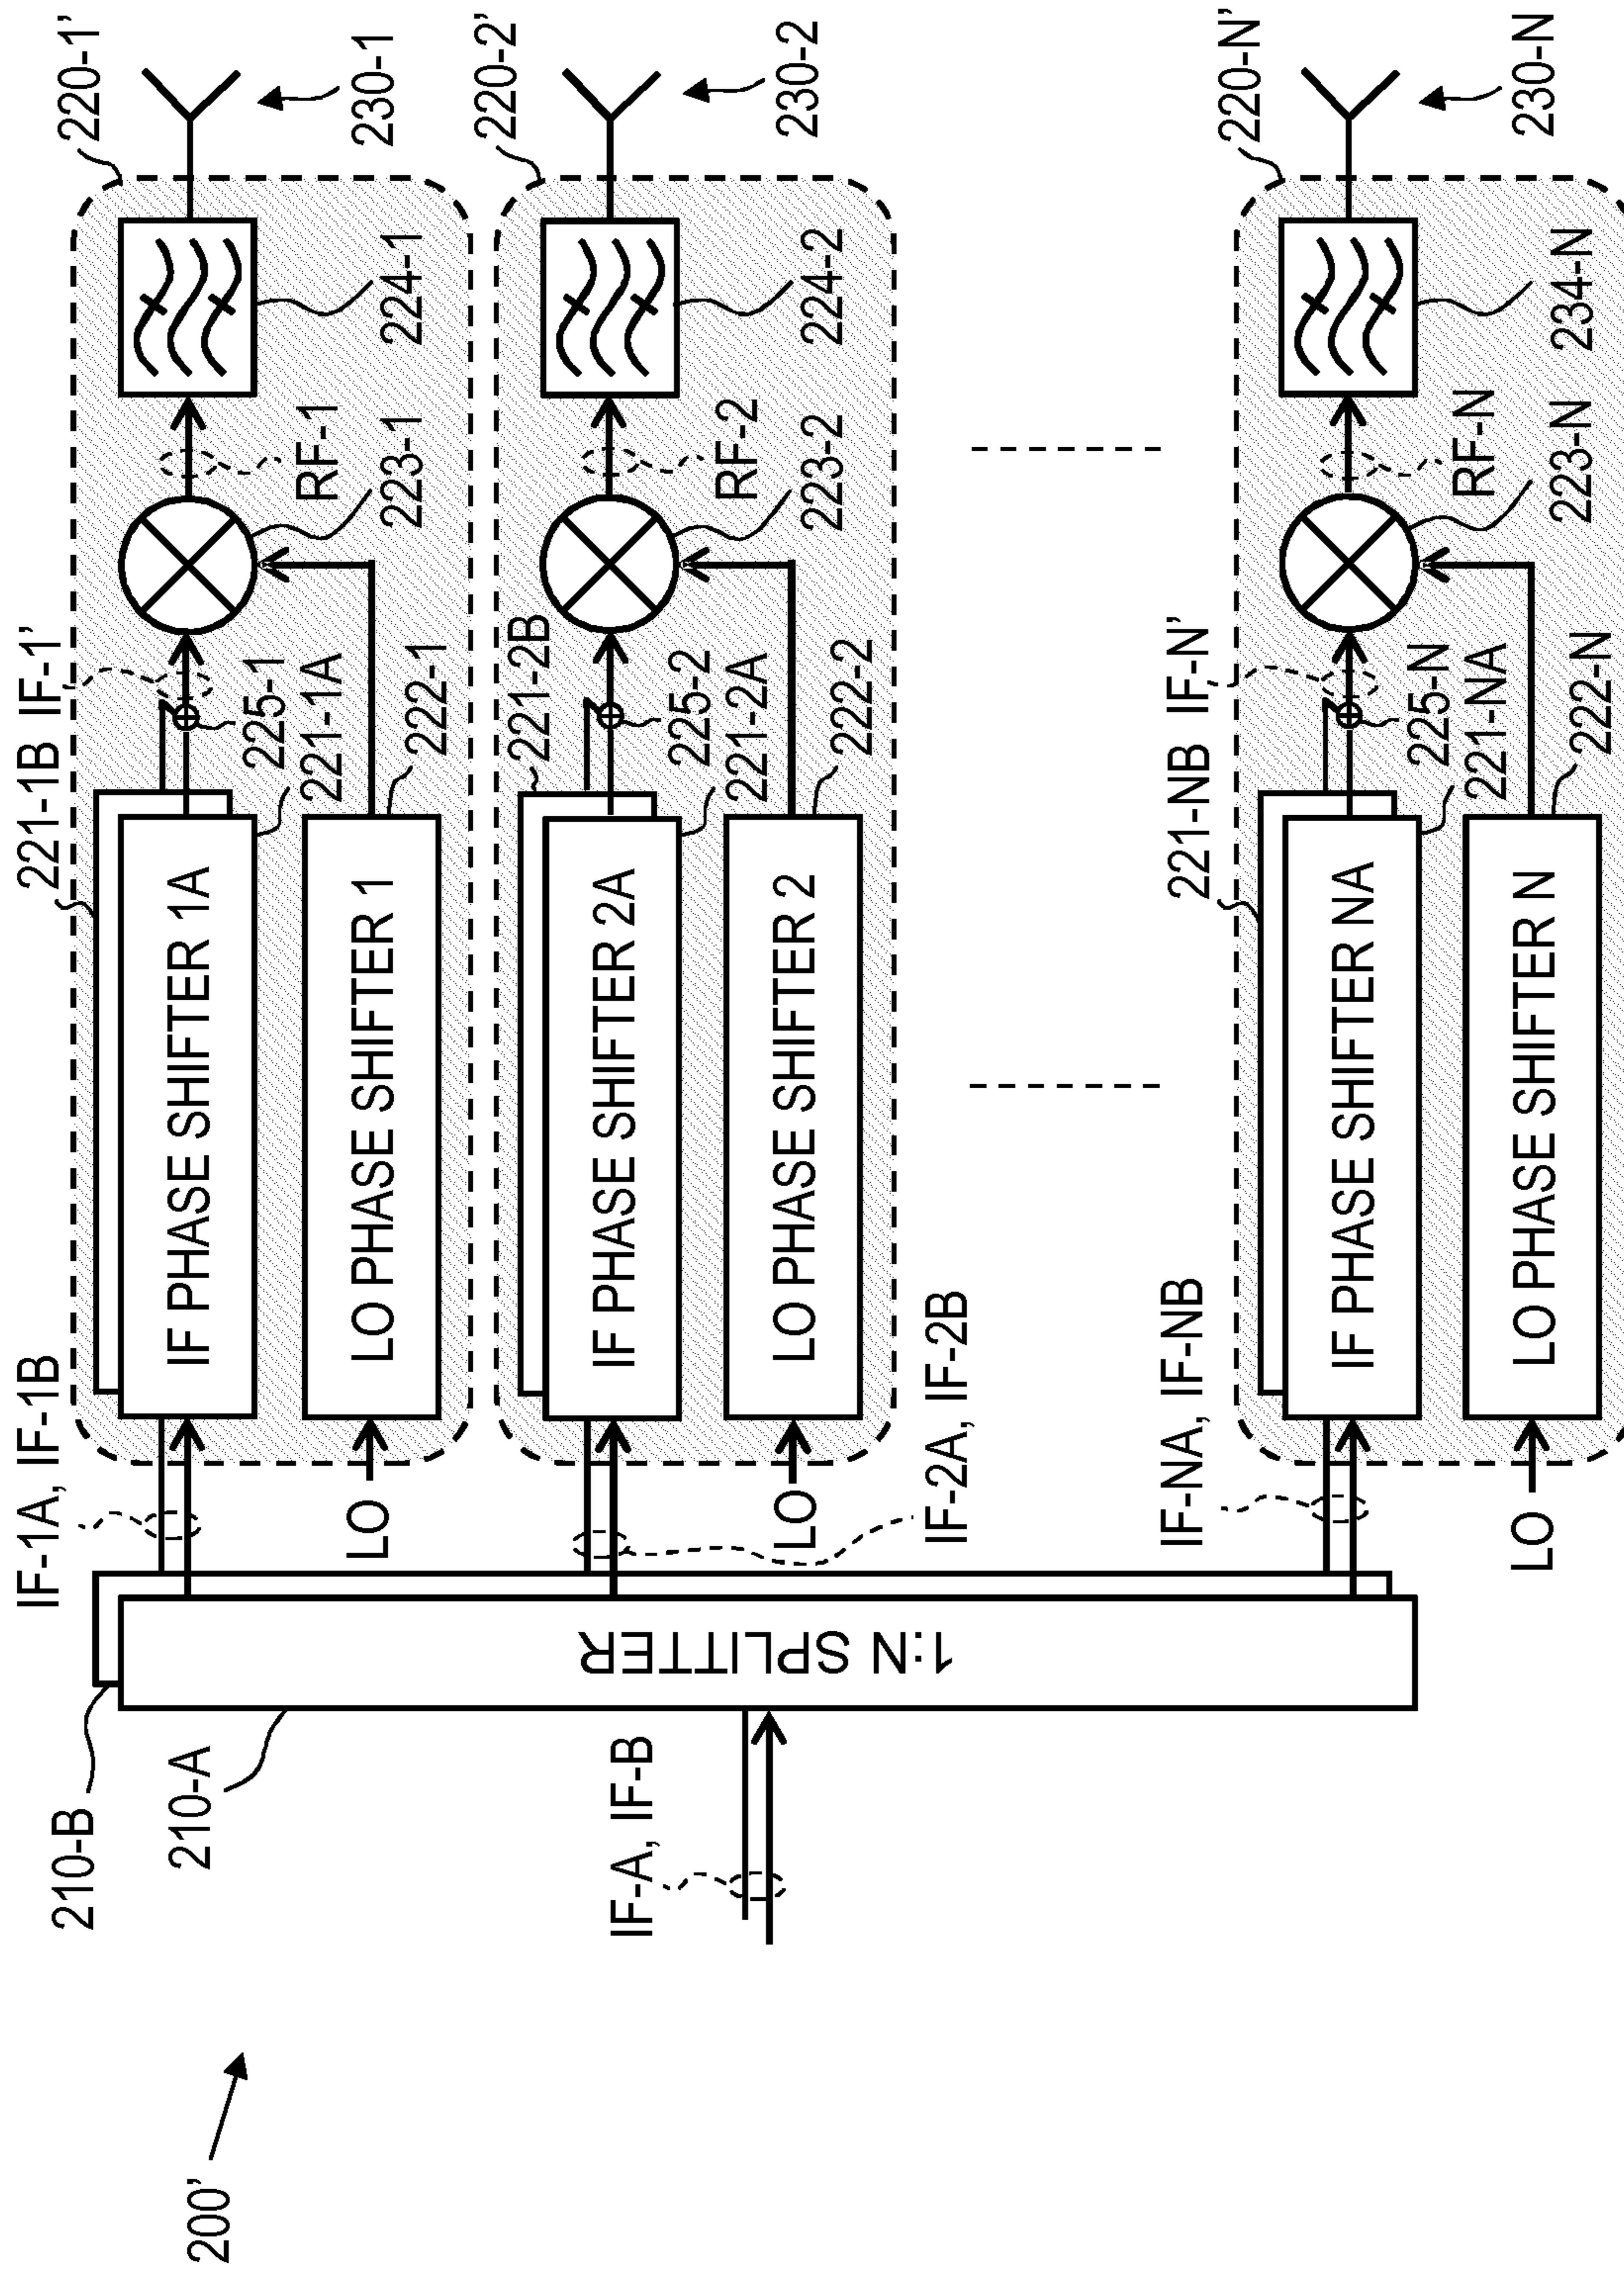 200'
210-B
210-A
IF-A, IF-B
1:N SPLITTER
IF-1A, IF-1B
221-1B
IF-1'
220-1'
IF PHASE SHIFTER 1A
225-1
221-1A
RF-1
223-1
224-1
230-1
LO
LO PHASE SHIFTER 1
222-1
220-2'
221-2B
IF PHASE SHIFTER 2A
225-2
221-2A
RF-2
223-2
224-2
230-2
LO
LO PHASE SHIFTER 2
222-2
IF-2A, IF-2B
IF-NA, IF-NB
221-NB
IF-N'
220-N'
IF PHASE SHIFTER NA
225-N
221-NA
RF-N
223-N
234-N
230-N
LO
LO PHASE SHIFTER N
222-N